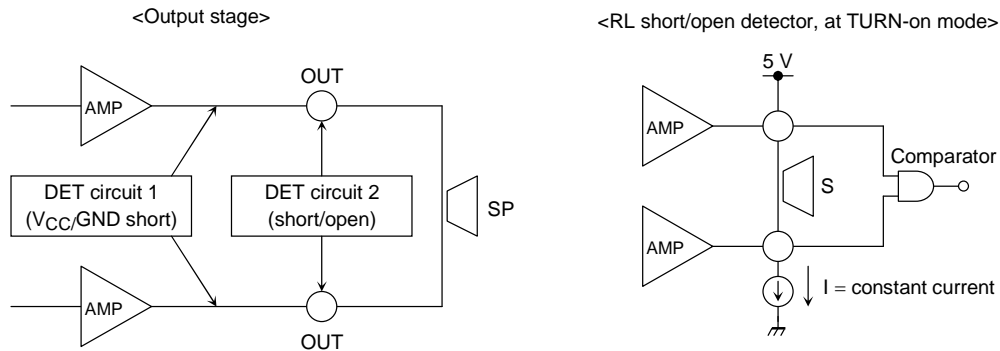 <Output stage>
AMP
OUT
DET circuit 1
(VCC/GND short)
DET circuit 2
(short/open)
SP
AMP
OUT
<RL short/open detector, at TURN-on mode>
5 V
AMP
Comparator
S
AMP
I = constant current